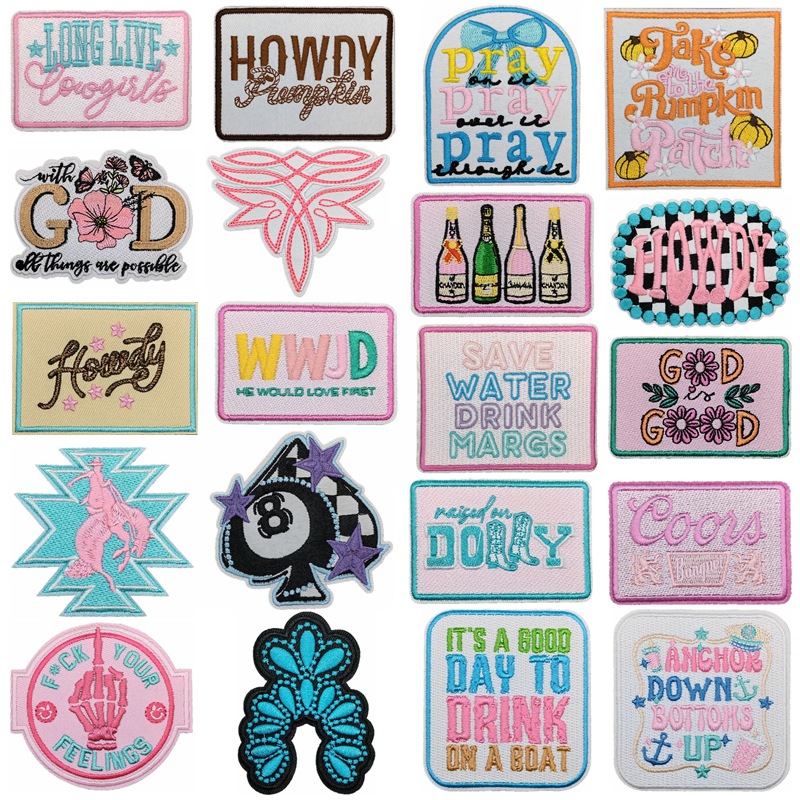 LONG LIVE
Cowgirls
HOWDY
Pumpkin
pray
on it
pray
over it
pray
through it
Take
me to the
Pumpkin
Patch
with
GOD
all things are possible
CHANDON
CHANDON
HOWDY
Howdy
WWJD
HE WOULD LOVE FIRST
SAVE
WATER
DRINK
MARGS
GOD
is
GOOD
8
raised on
DOLLY
Coors
Banquet
F*CK YOUR
FEELINGS
IT'S A GOOD
DAY TO
DRINK
ON A BOAT
ANCHOR
DOWN
BOTTOMS
UP